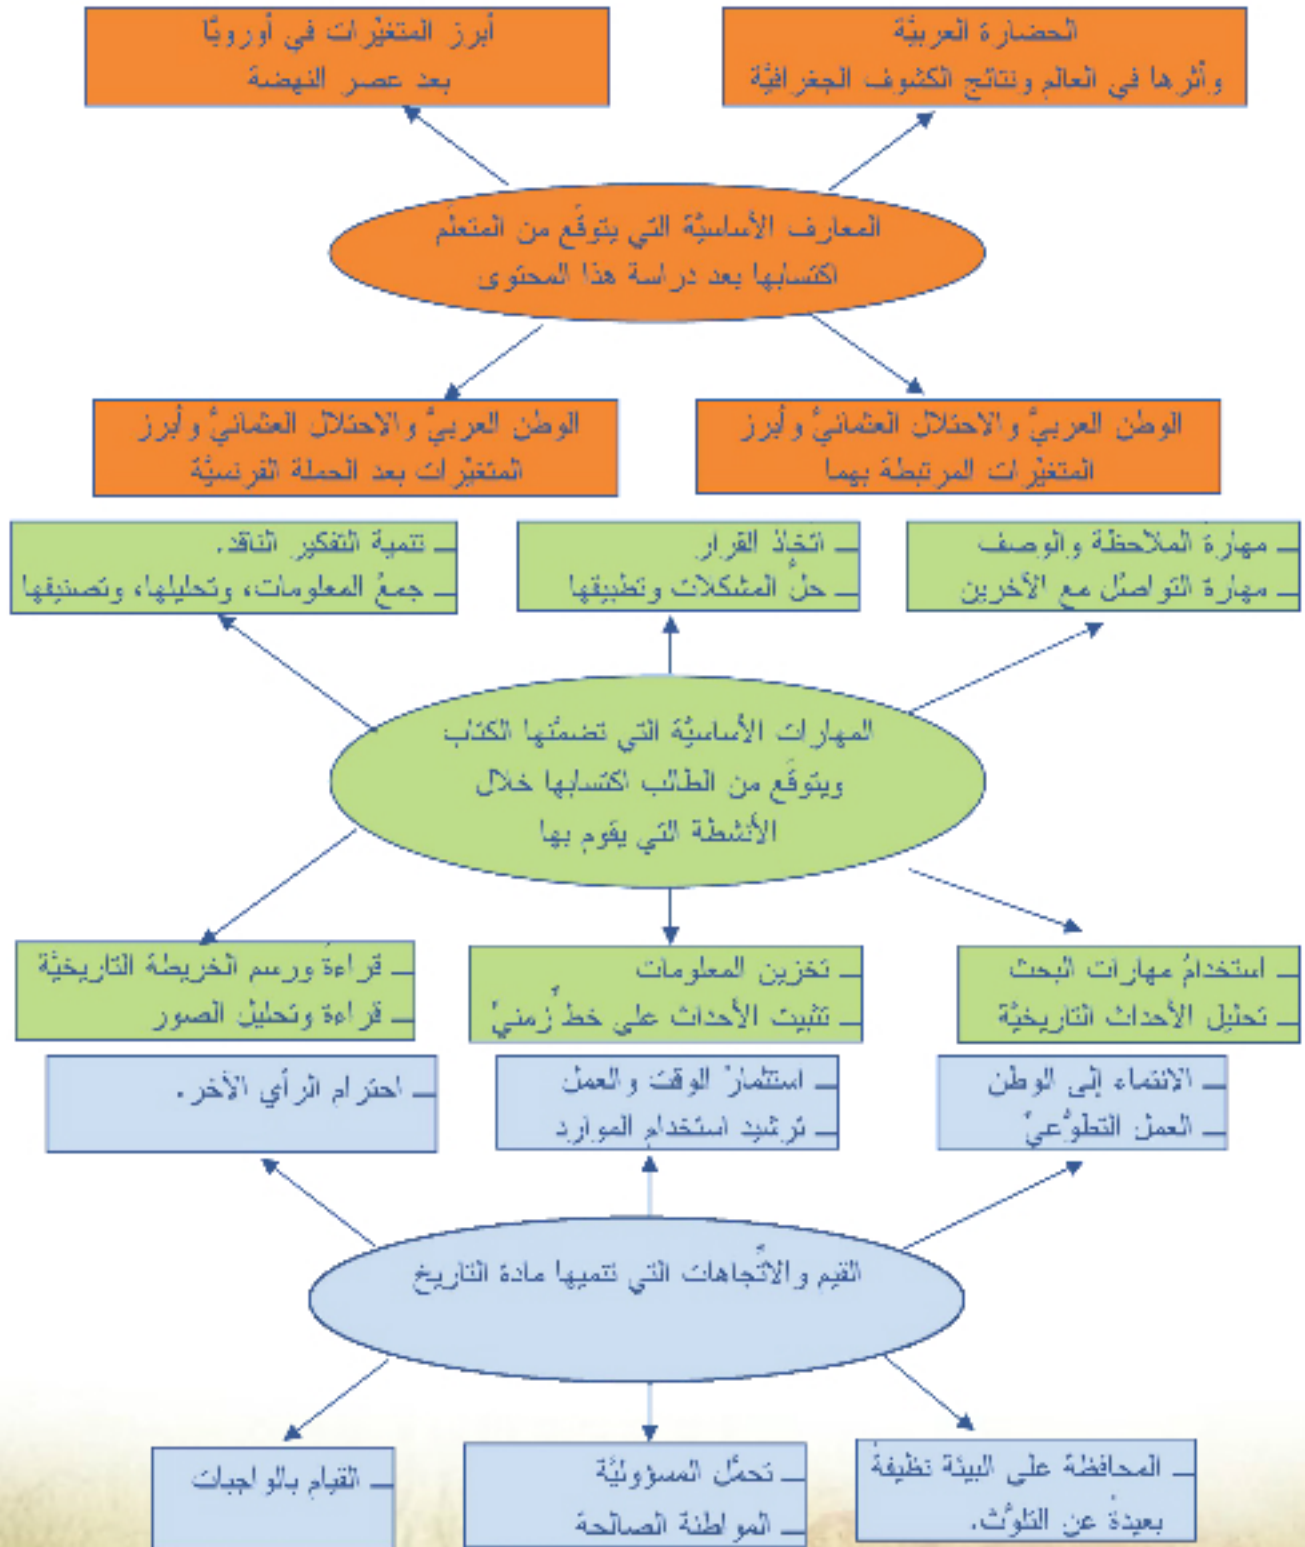 الحضارة العربيّة
وأثرها في العالم ونتائج الكشوف الجغرافيّة
أبرز المتغيّرات في أوروبّا
بعد عصر النهضة
المعارف الأساسيّة التي يتوقّع من المتعلّم
اكتسابها بعد دراسة هذا المحتوى
الوطن العربيّ والاحتلال العثمانيّ وأبرز
المتغيّرات المرتبطة بهما
الوطن العربيّ والاحتلال العثمانيّ وأبرز
المتغيّرات بعد الحملة الفرنسيّة
– مهارة الملاحظة والوصف
– مهارة التواصل مع الآخرين
– اتّخاذ القرار
– حلّ المشكلات وتطبيقها
– تنمية التفكير الناقد.
– جمعُ المعلومات، وتحليلها، وتصنيفها
المهارات الأساسيّة التي تضمّنها الكتاب
ويتوقّع من الطالب اكتسابها خلال
الأنشطة التي يقوم بها
– استخدامُ مهارات البحث
– تحليل الأحداث التاريخيّة
– تخزين المعلومات
– تثبيت الأحداث على خطّ زمنيّ
– قراءة ورسم الخريطة التاريخيّة
– قراءة وتحليل الصور
– الانتماء إلى الوطن
– العمل التطوّعيّ
– استثمارُ الوقت والعمل
– ترشيد استخدام الموارد
– احترام الرأي الآخر.
القيم والاتّجاهات التي تنميها مادة التاريخ
– المحافظة على البيئة نظيفةً
بعيدةً عن التلوّث.
– تحمّل المسؤوليّة
– المواطنة الصالحة
– القيام بالواجبات